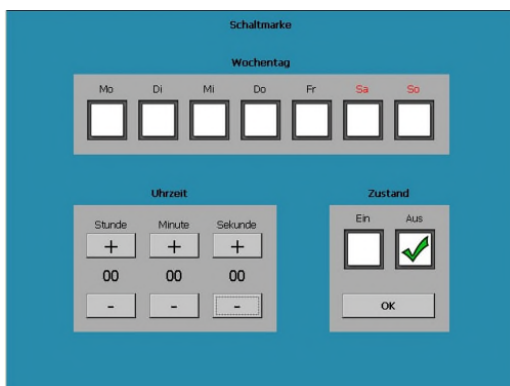 Schaltmarke
Wochentag
Mo Di Mi Do Fr Sa So
Uhrzeit
Stunde Minute Sekunde
+ + +
00 00 00
- - -
Zustand
Ein Aus
OK